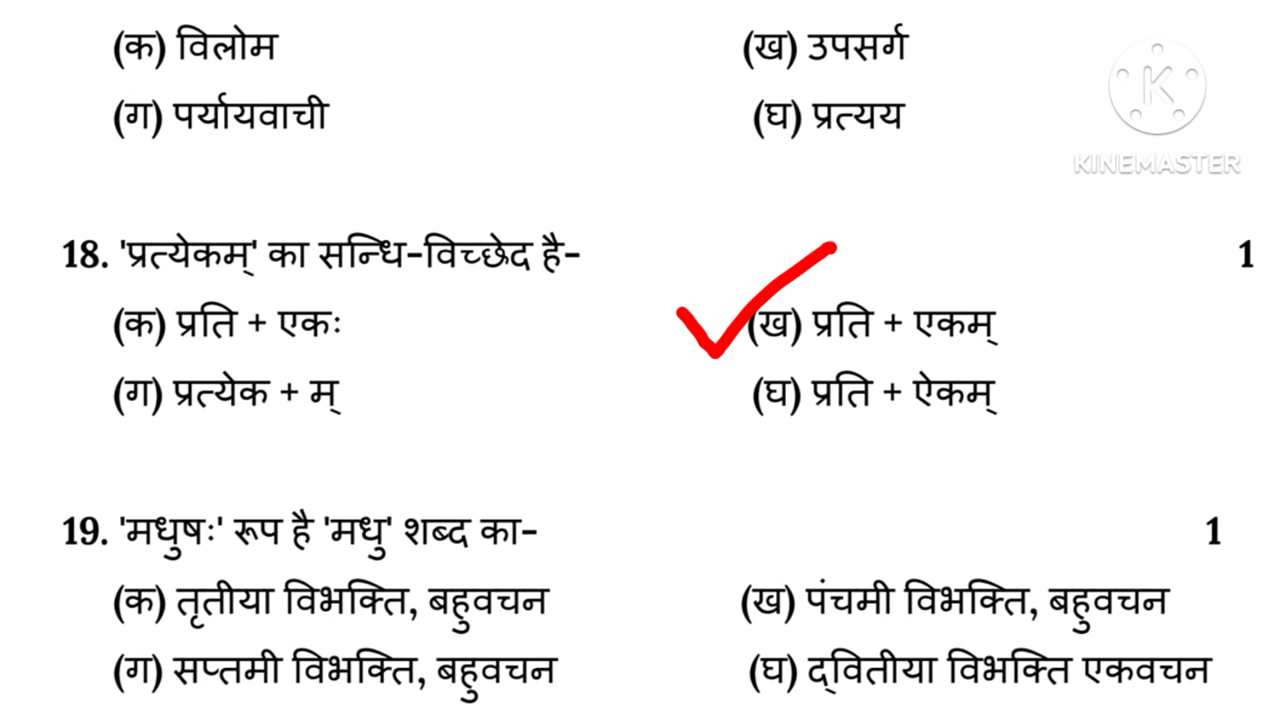 (क) विलोम (ख) उपसर्ग
(ग) पर्यायवाची (घ) प्रत्यय
KINEMASTER
18. 'प्रत्येकम्' का सन्धि-विच्छेद है- 1
(क) प्रति + एकः (ख) प्रति + एकम्
(ग) प्रत्येक + म् (घ) प्रति + ऐकम्
19. 'मधुषः' रूप है 'मधु' शब्द का- 1
(क) तृतीया विभक्ति, बहुवचन (ख) पंचमी विभक्ति, बहुवचन
(ग) सप्तमी विभक्ति, बहुवचन (घ) द्वितीया विभक्ति एकवचन